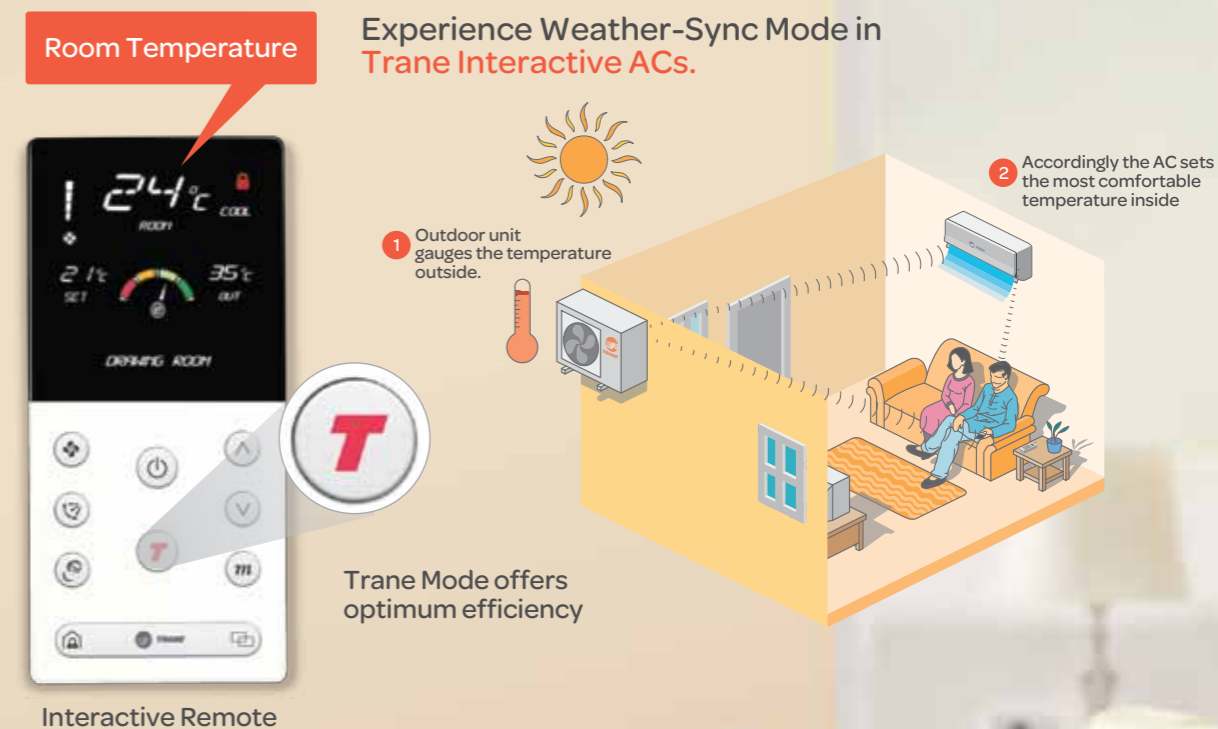 Room Temperature
Experience Weather-Sync Mode in
Trane Interactive ACs.
24°C
COOL
ROOM
21°C
SET
35°C
OUT
DRAWING ROOM
1
Outdoor unit
gauges the temperature
outside.
2
Accordingly the AC sets
the most comfortable
temperature inside
TRANE
T
T
m
TRANE
Trane Mode offers
optimum efficiency
Interactive Remote